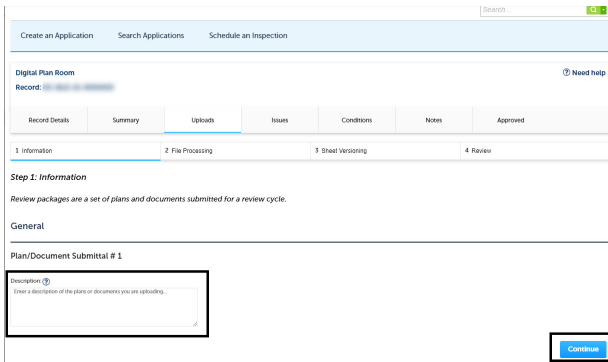 Search...
Create an Application Search Applications Schedule an Inspection
Digital Plan Room
Need help
Record:
Record Details Summary Uploads Issues Conditions Notes Approved
1 Information 2 File Processing 3 Sheet Versioning 4 Review
Step 1: Information
Review packages are a set of plans and documents submitted for a review cycle.
General
Plan/Document Submittal # 1
Description:
Enter a description of the plans or documents you are uploading...
Continue